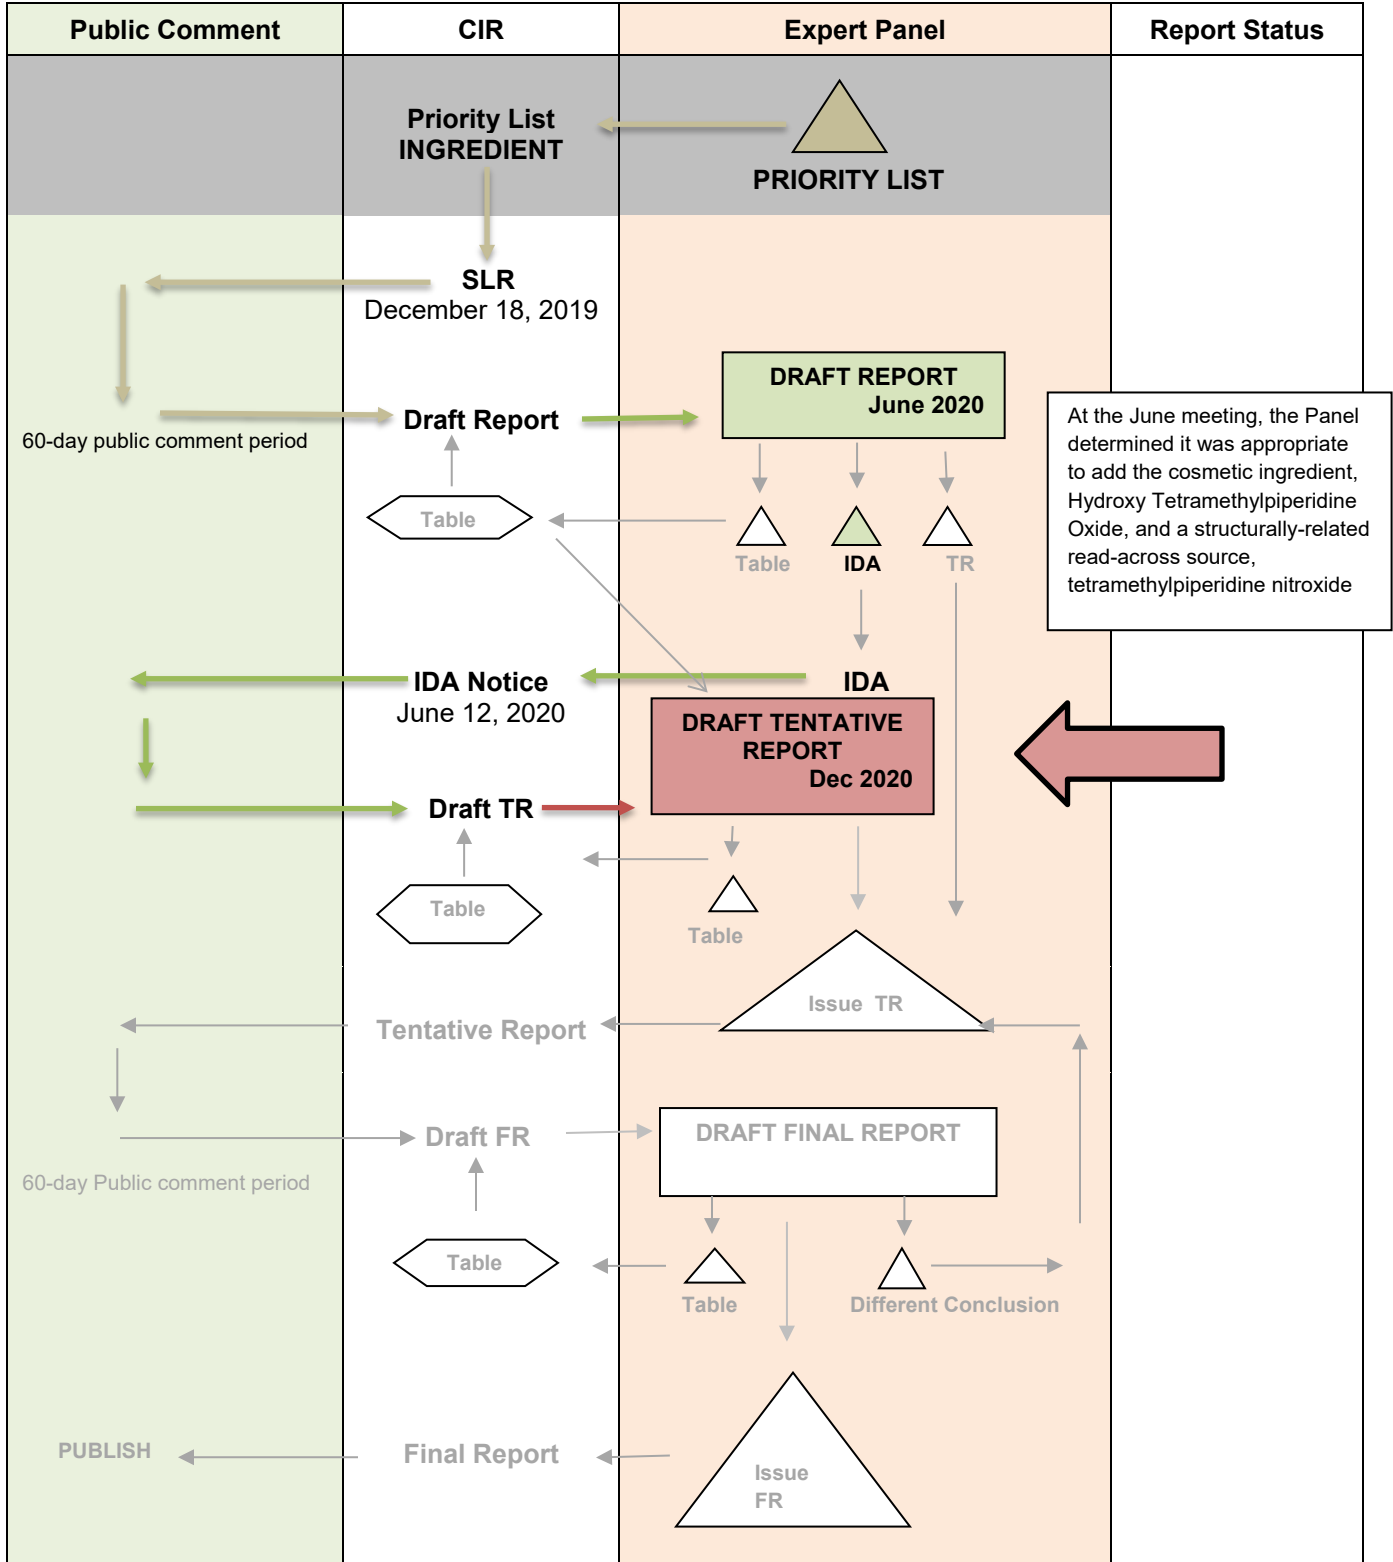 Public Comment
CIR
Expert Panel
Report Status
Priority List
INGREDIENT
PRIORITY LIST
SLR
December 18, 2019
60-day public comment period
Draft Report
DRAFT REPORT
June 2020
At the June meeting, the Panel
determined it was appropriate
to add the cosmetic ingredient,
Hydroxy Tetramethylpiperidine
Oxide, and a structurally-related
read-across source,
tetramethylpiperidine nitroxide
Table
Table
IDA
TR
IDA Notice
June 12, 2020
IDA
DRAFT TENTATIVE
REPORT
Dec 2020
Draft TR
Table
Table
Issue TR
Tentative Report
Draft FR
DRAFT FINAL REPORT
60-day Public comment period
Table
Table
Different Conclusion
PUBLISH
Final Report
Issue
FR